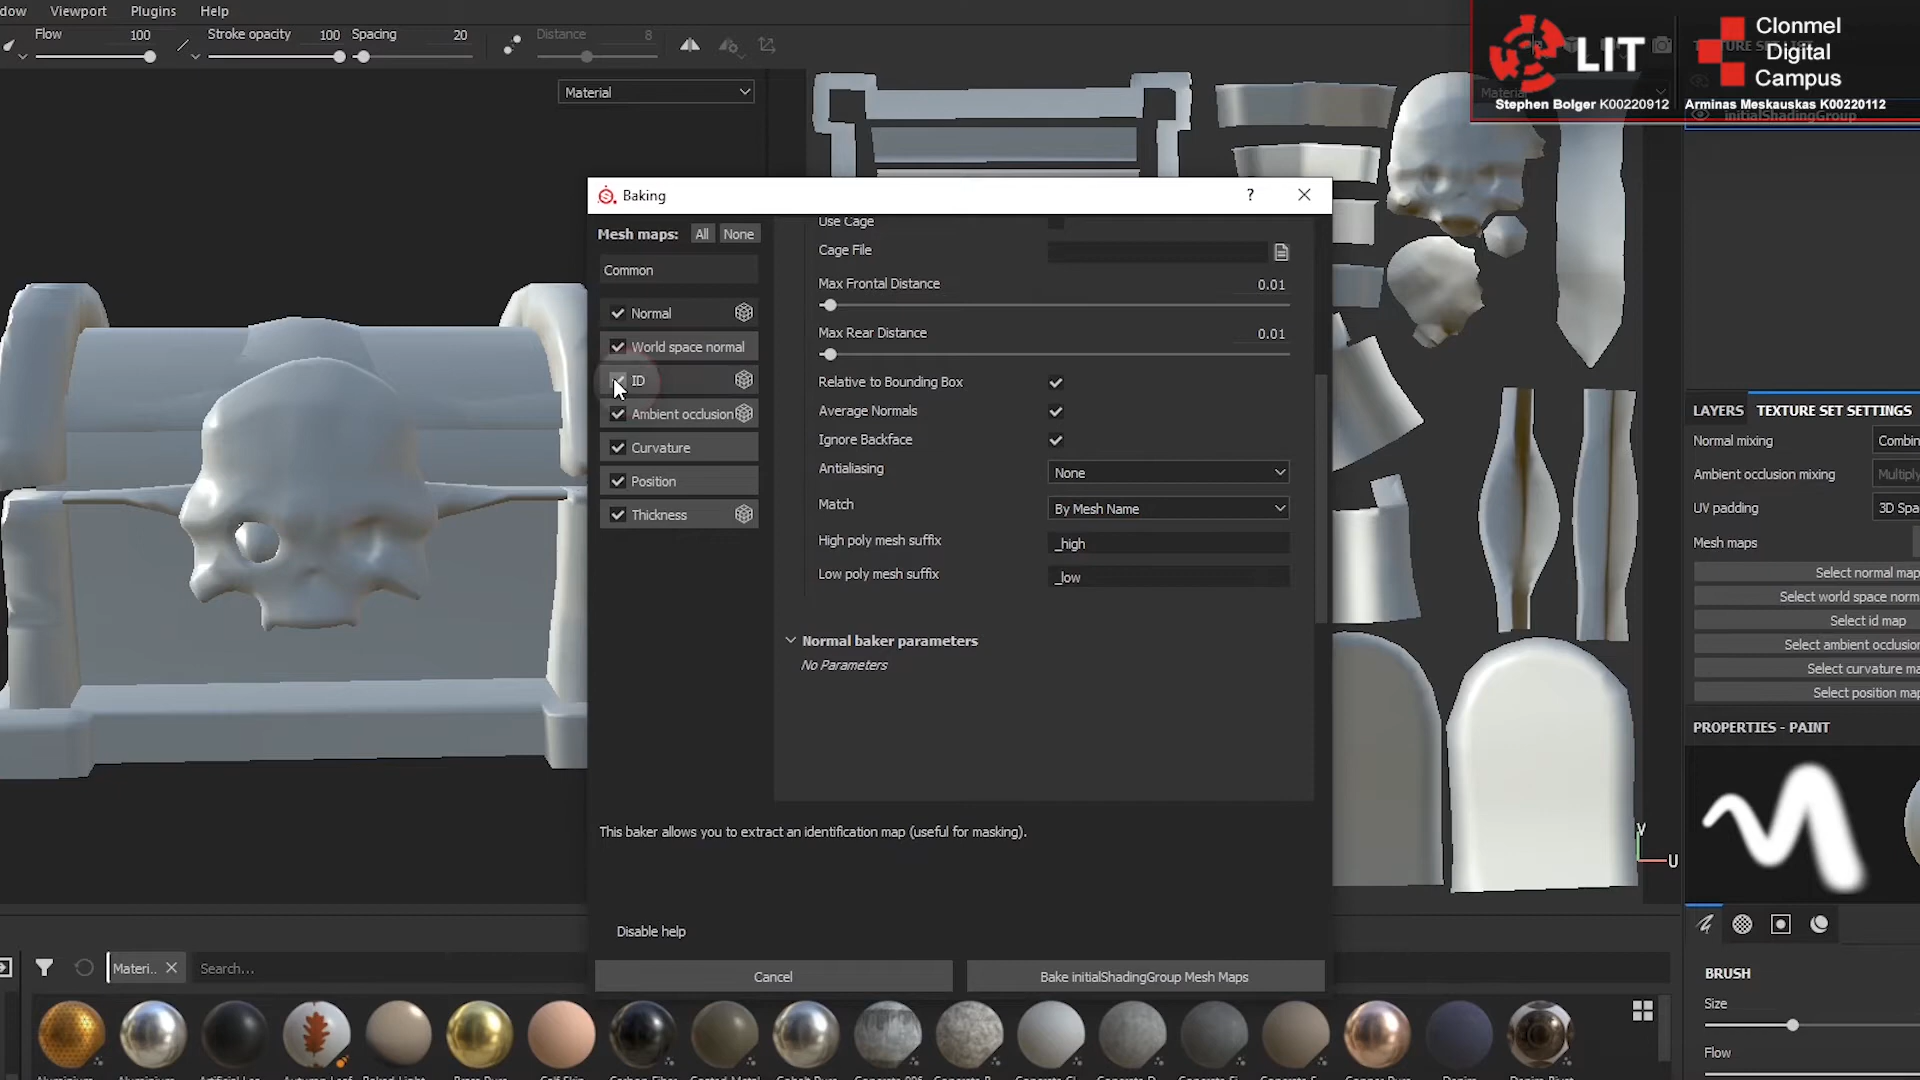 dow Viewport Plugins Help
Flow 100 Stroke opacity 100 Spacing 20 Distance 8
LIT
Clonmel
Digital
Campus
Stephen Bolger K00220912 Arminas Meskauskas K00220112
Material
Material
initialShadingGroup
Baking ?
Mesh maps: All None
Common
Normal
World space normal
ID
Ambient occlusion
Curvature
Position
Thickness
Use Cage
Cage File
Max Frontal Distance 0.01
Max Rear Distance 0.01
Relative to Bounding Box
Average Normals
Ignore Backface
Antialiasing None
Match By Mesh Name
High poly mesh suffix _high
Low poly mesh suffix _low
Normal baker parameters
No Parameters
This baker allows you to extract an identification map (useful for masking).
Disable help
Cancel Bake initialShadingGroup Mesh Maps
LAYERS TEXTURE SET SETTINGS
Normal mixing Combin
Ambient occlusion mixing Multiply
UV padding 3D Spa
Mesh maps
Select normal map
Select world space norm
Select id map
Select ambient occlusion
Select curvature ma
Select position map
PROPERTIES - PAINT
V
U
BRUSH
Size
Flow
Materi.. Search...